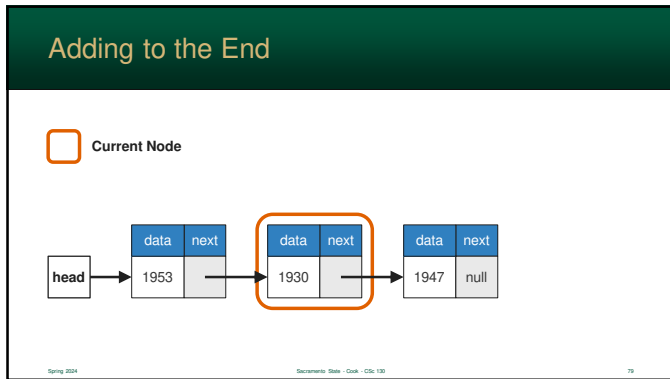 Adding to the End
Current Node
data next data next data next
head 1953 1930 1947 null
Spring 2024 Sacramento State - Cook - CSc 130 79